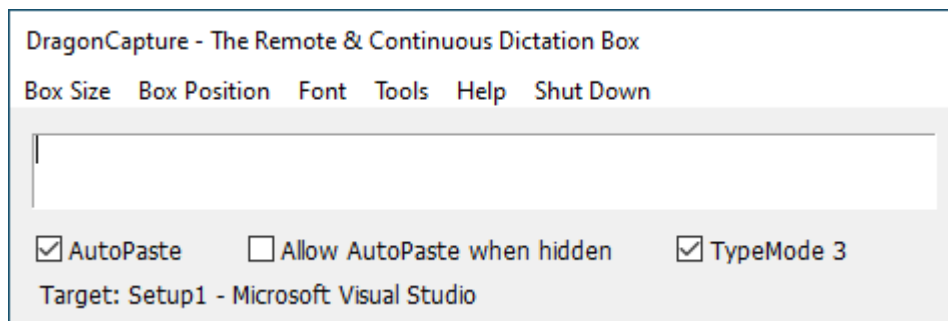 DragonCapture - The Remote & Continuous Dictation Box
Box Size Box Position Font Tools Help Shut Down
AutoPaste Allow AutoPaste when hidden TypeMode 3
Target: Setup1 - Microsoft Visual Studio